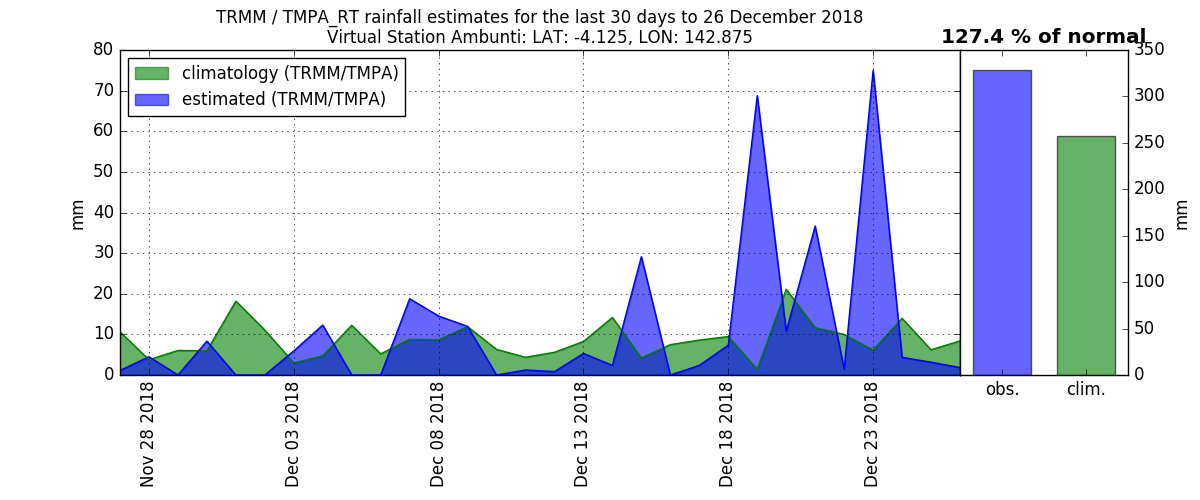 TRMM / TMPA_RT rainfall estimates for the last 30 days to 26 December 2018
Virtual Station Ambunti: LAT: -4.125, LON: 142.875
127.4 % of normal
climatology (TRMM/TMPA)
estimated (TRMM/TMPA)
80
70
60
50
40
30
20
10
0
mm
350
300
250
200
150
100
50
0
mm
obs.
clim.
Nov 28 2018
Dec 03 2018
Dec 08 2018
Dec 13 2018
Dec 18 2018
Dec 23 2018